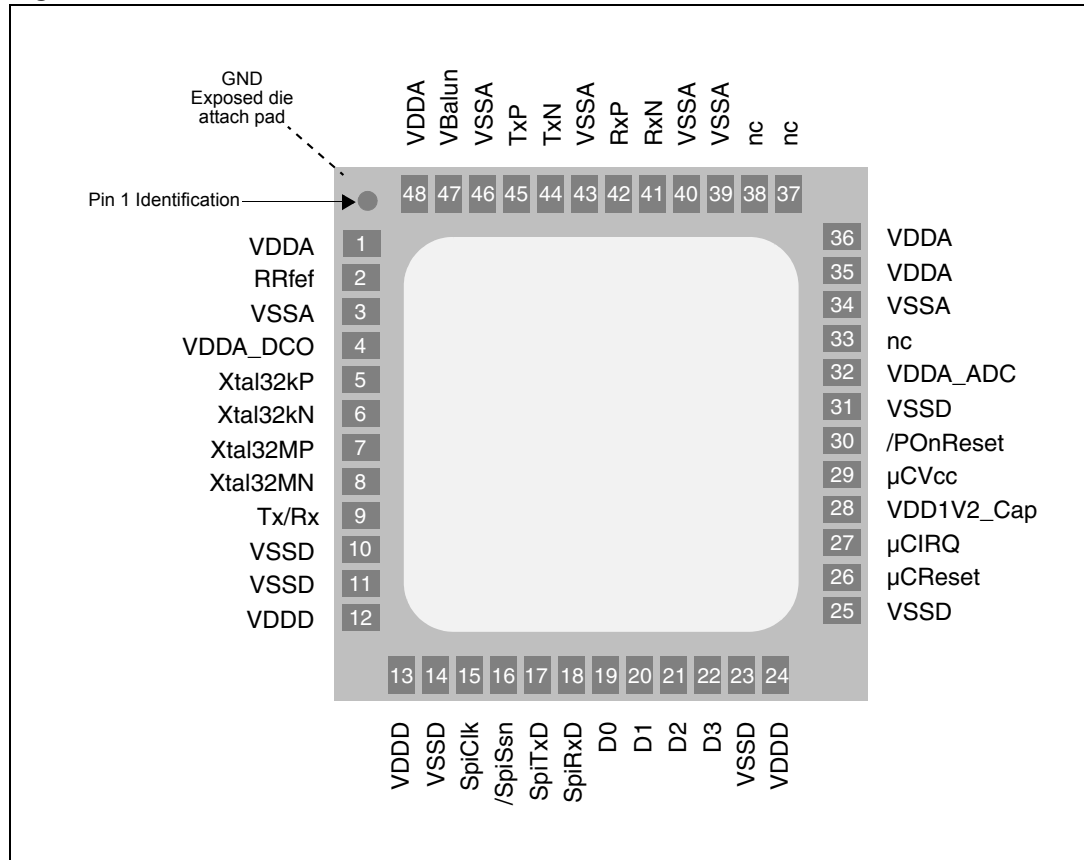 GND
Exposed die
attach pad
Pin 1 Identification
VDDA
VBalun
VSSA
TxP
TxN
VSSA
RxP
RxN
VSSA
VSSA
nc
nc
48 47 46 45 44 43 42 41 40 39 38 37
VDDA 1
RRfef 2
VSSA 3
VDDA_DCO 4
Xtal32kP 5
Xtal32kN 6
Xtal32MP 7
Xtal32MN 8
Tx/Rx 9
VSSD 10
VSSD 11
VDDD 12
36 VDDA
35 VDDA
34 VSSA
33 nc
32 VDDA_ADC
31 VSSD
30 /POnReset
29 µCVcc
28 VDD1V2_Cap
27 µCIRQ
26 µCReset
25 VSSD
13 14 15 16 17 18 19 20 21 22 23 24
VDDD
VSSD
SpiClk
/SpiSsn
SpiTxD
SpiRxD
D0
D1
D2
D3
VSSD
VDDD